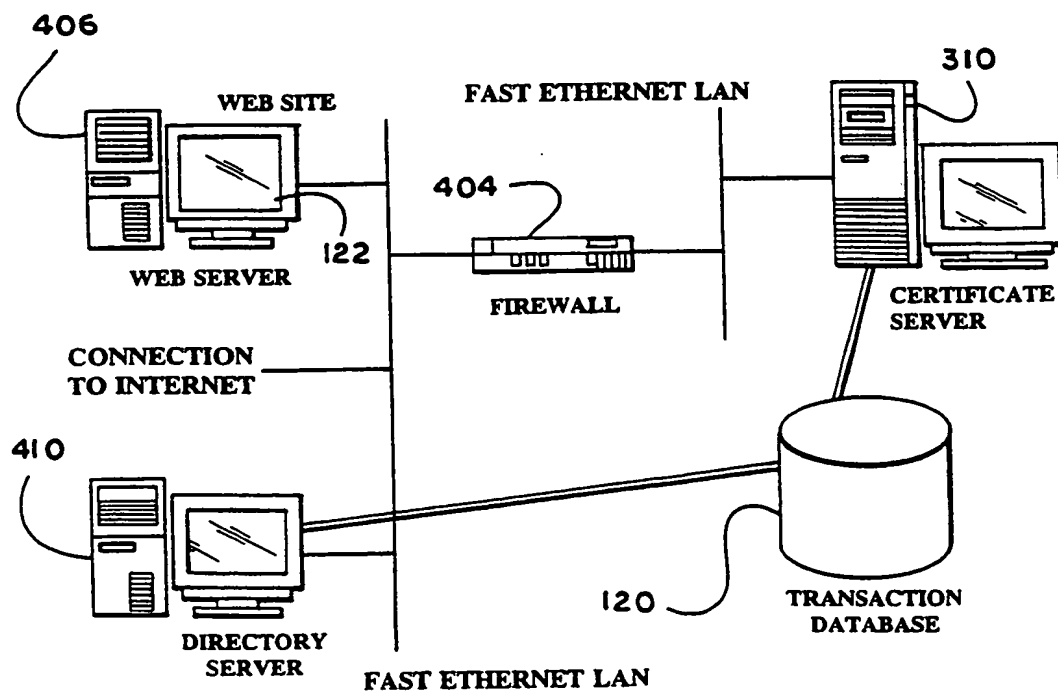 406
310
WEB SITE
FAST ETHERNET LAN
404
122
WEB SERVER
FIREWALL
CERTIFICATE
SERVER
CONNECTION
TO INTERNET
410
120
TRANSACTION
DATABASE
DIRECTORY
SERVER
FAST ETHERNET LAN